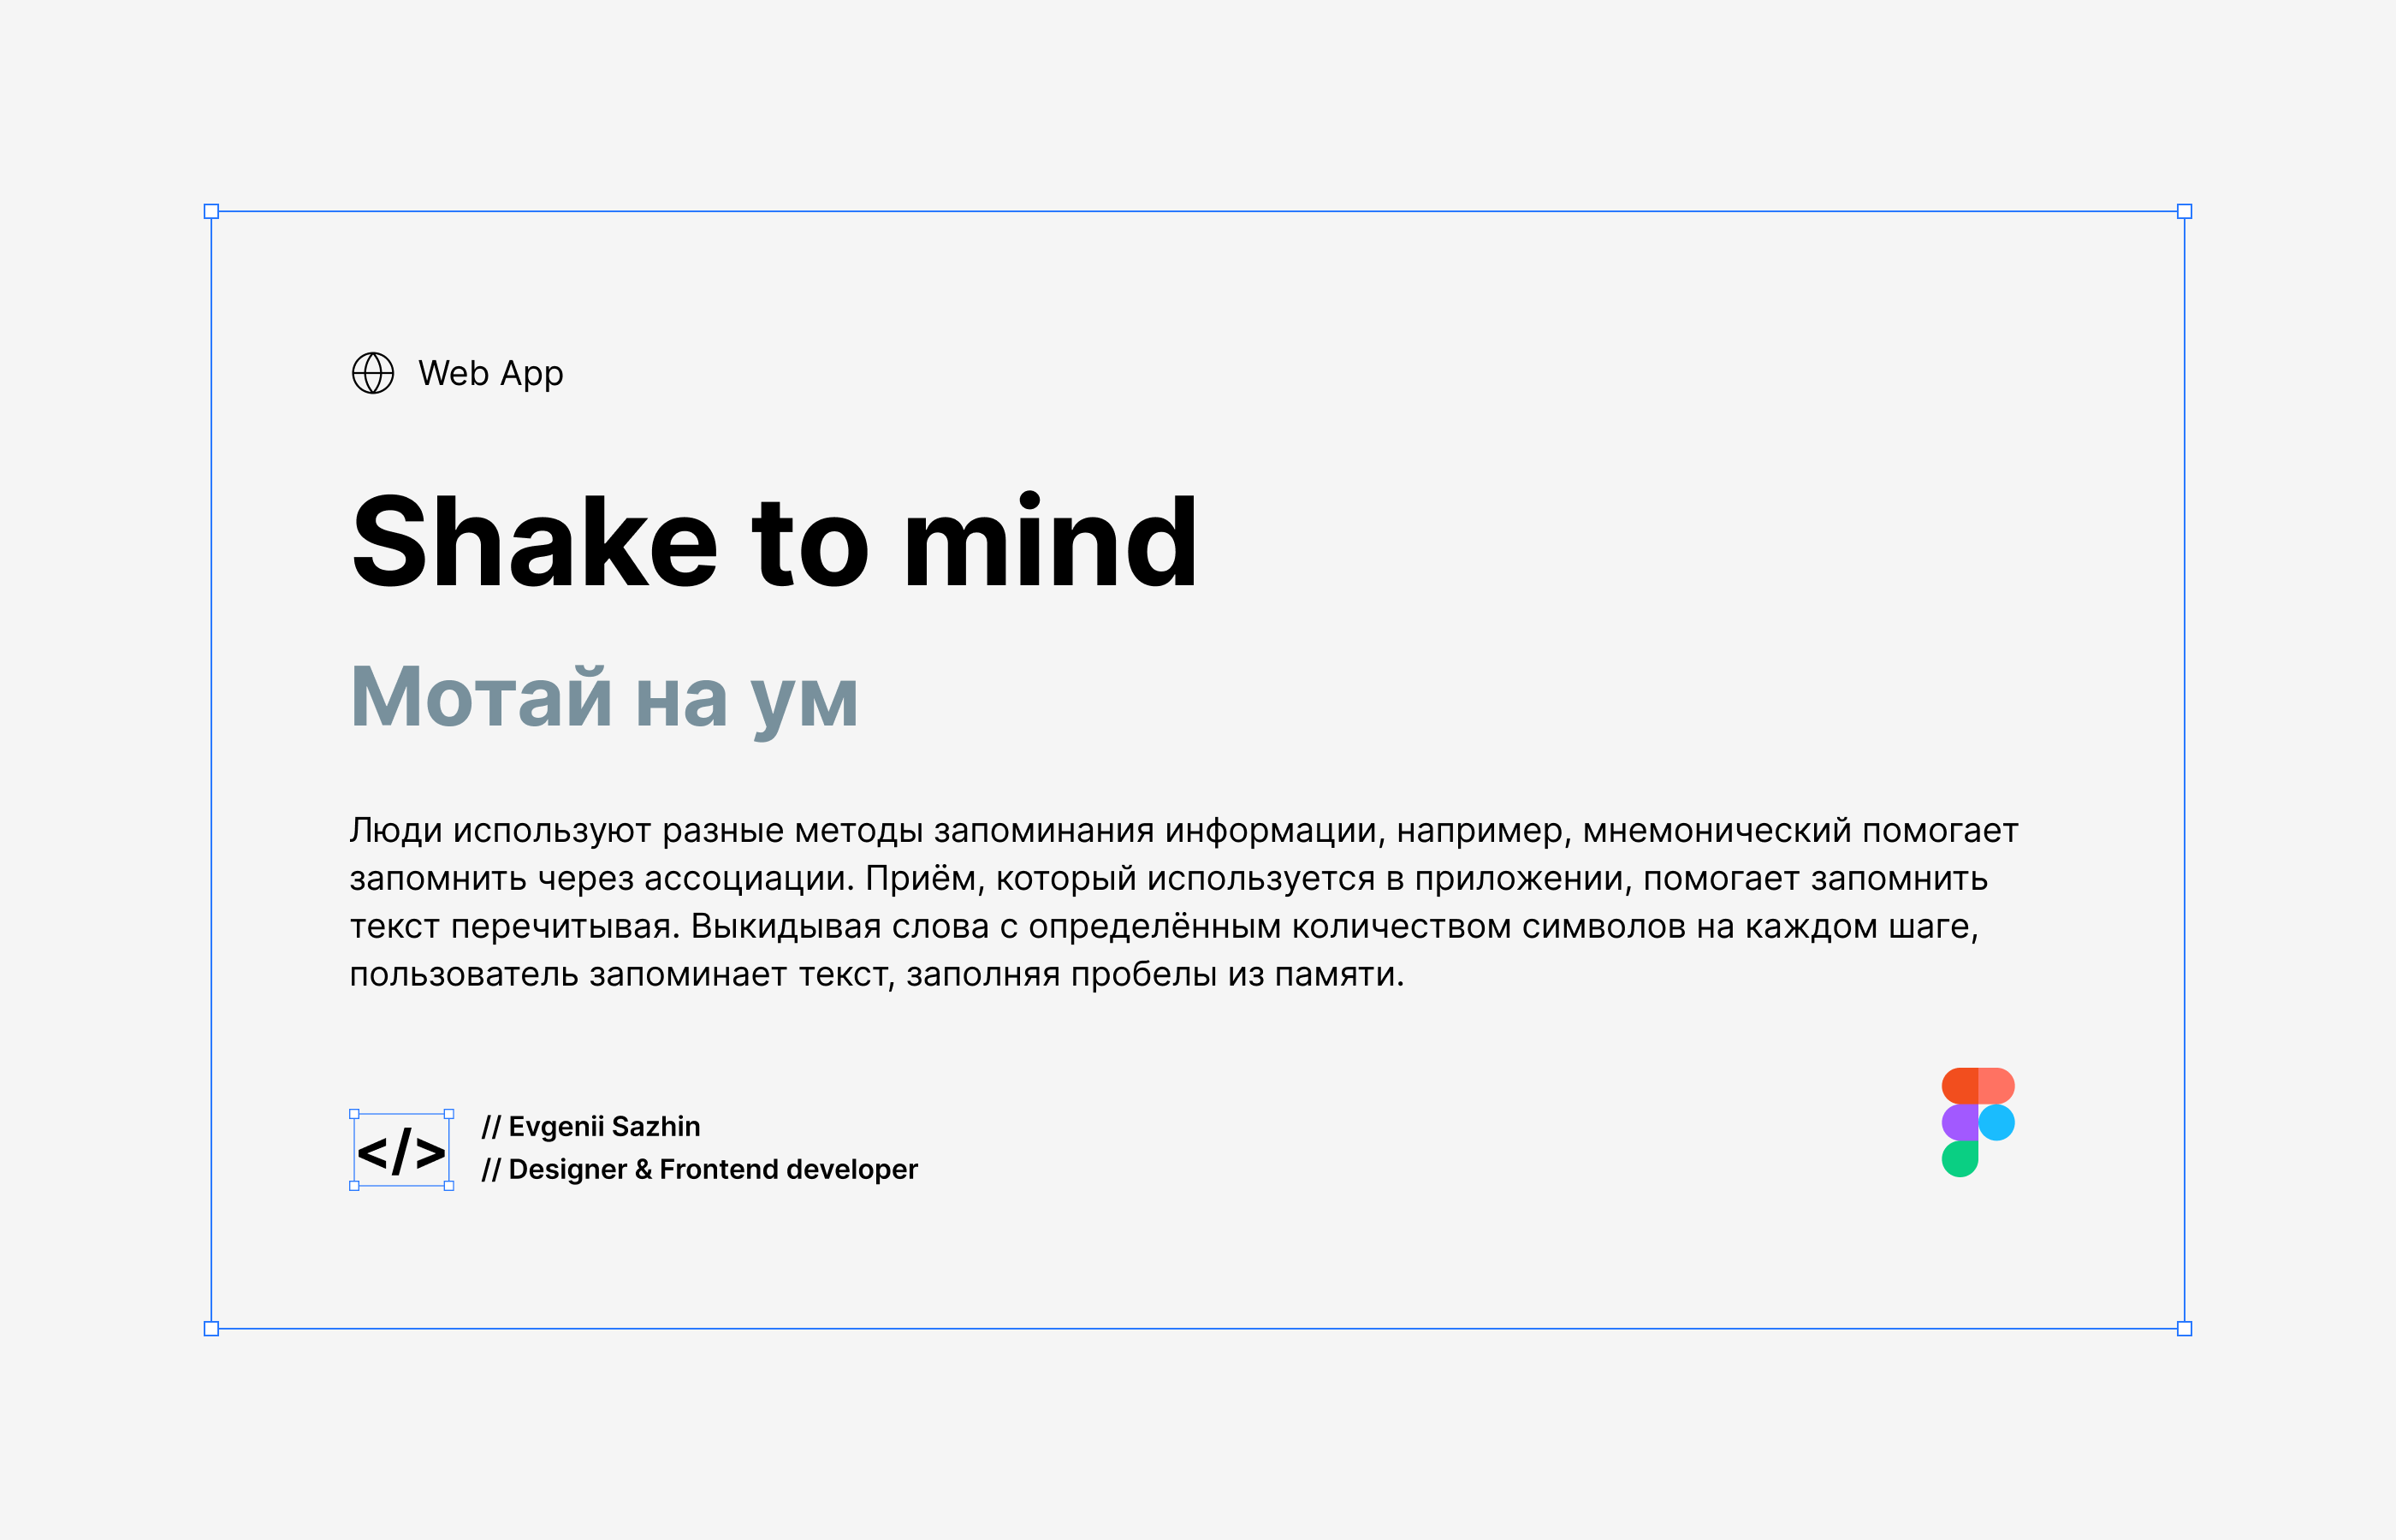 Web App
Shake to mind
Мотай на ум
Люди используют разные методы запоминания информации, например, мнемонический помогает
запомнить через ассоциации. Приём, который используется в приложении, помогает запомнить
текст перечитывая. Выкидывая слова с определённым количеством символов на каждом шаге,
пользователь запоминает текст, заполняя пробелы из памяти.
</>
// Evgenii Sazhin
// Designer & Frontend developer